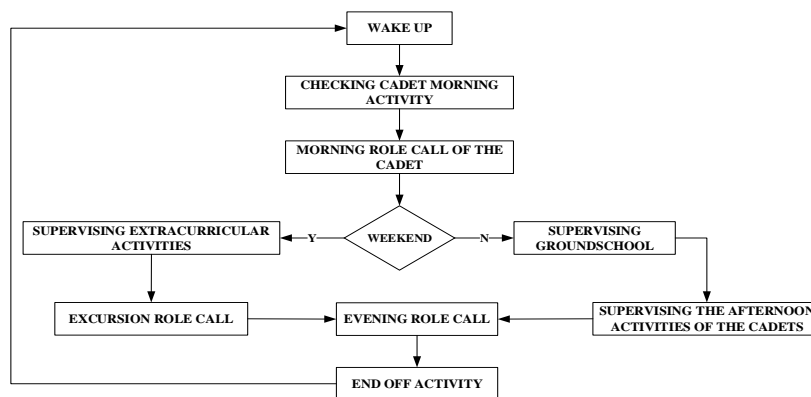 WAKE UP
CHECKING CADET MORNING
ACTIVITY
MORNING ROLE CALL OF THE
CADET
SUPERVISING EXTRACURRICULAR
ACTIVITIES
Y
WEEKEND
N
SUPERVISING
GROUNDSCHOOL
EXCURSION ROLE CALL
EVENING ROLE CALL
SUPERVISING THE AFTERNOON
ACTIVITIES OF THE CADETS
END OFF ACTIVITY